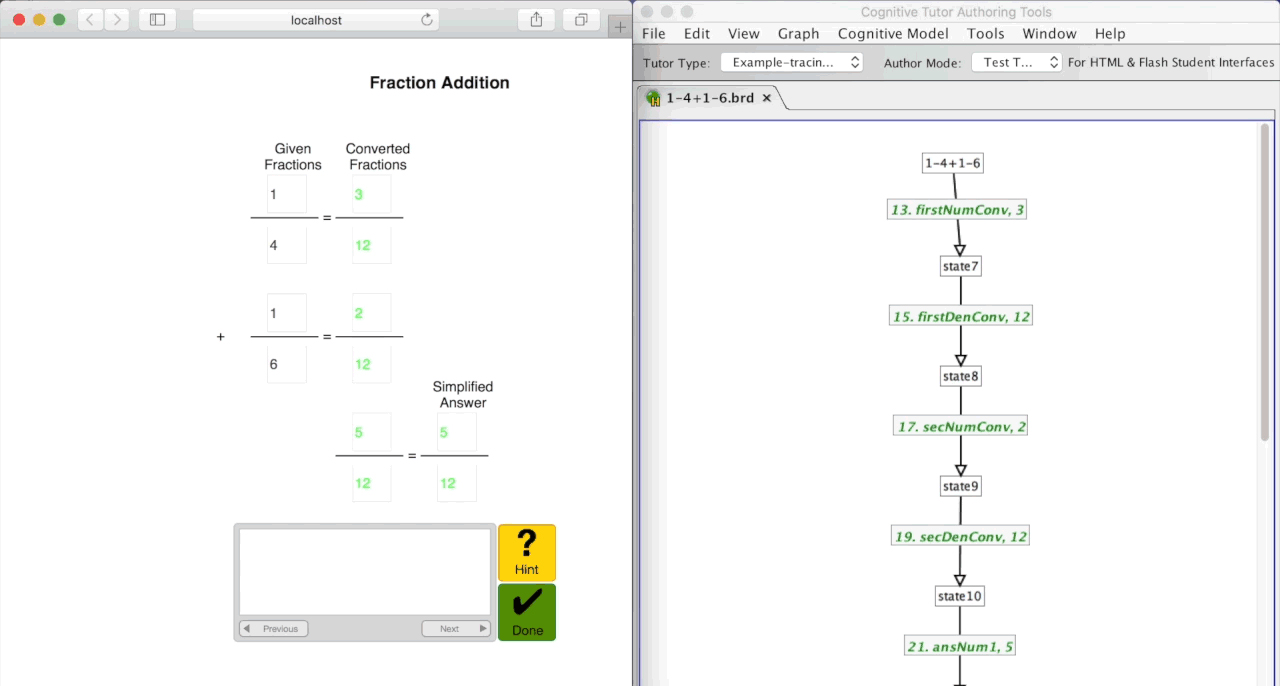 localhost
Fraction Addition
Given Converted
Fractions Fractions
1 3
= 
4 12
1 2
+ =
6 12
Simplified
Answer
5 5
=
12 12
?
Hint
Previous Next
Done
Cognitive Tutor Authoring Tools
File Edit View Graph Cognitive Model Tools Window Help
Tutor Type: Example-tracin... Author Mode: Test T... For HTML & Flash Student Interfaces
1-4+1-6.brd ×
1-4+1-6
13. firstNumConv, 3
state7
15. firstDenConv, 12
state8
17. secNumConv, 2
state9
19. secDenConv, 12
state10
21. ansNum1, 5